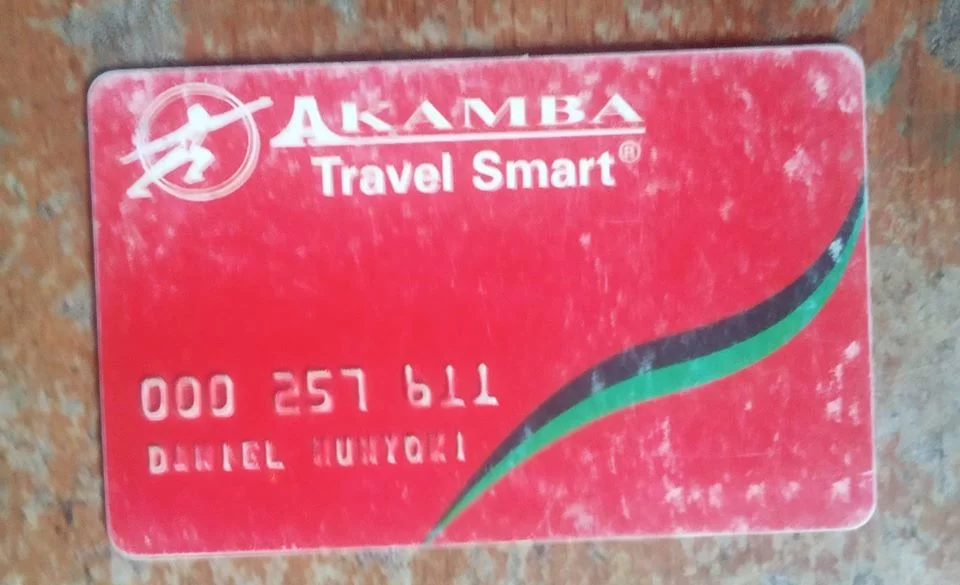 AKAMBA
Travel Smart®
000 257 611
DANIEL MUNYOKI